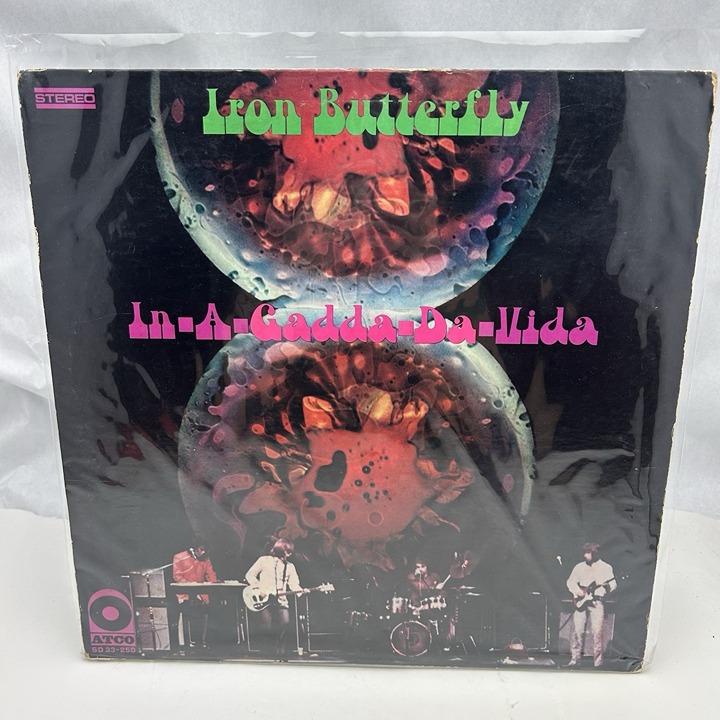 STEREO
Iron Butterfly
In-A-Gadda-Da-Vida
ATCO
SD 33-250